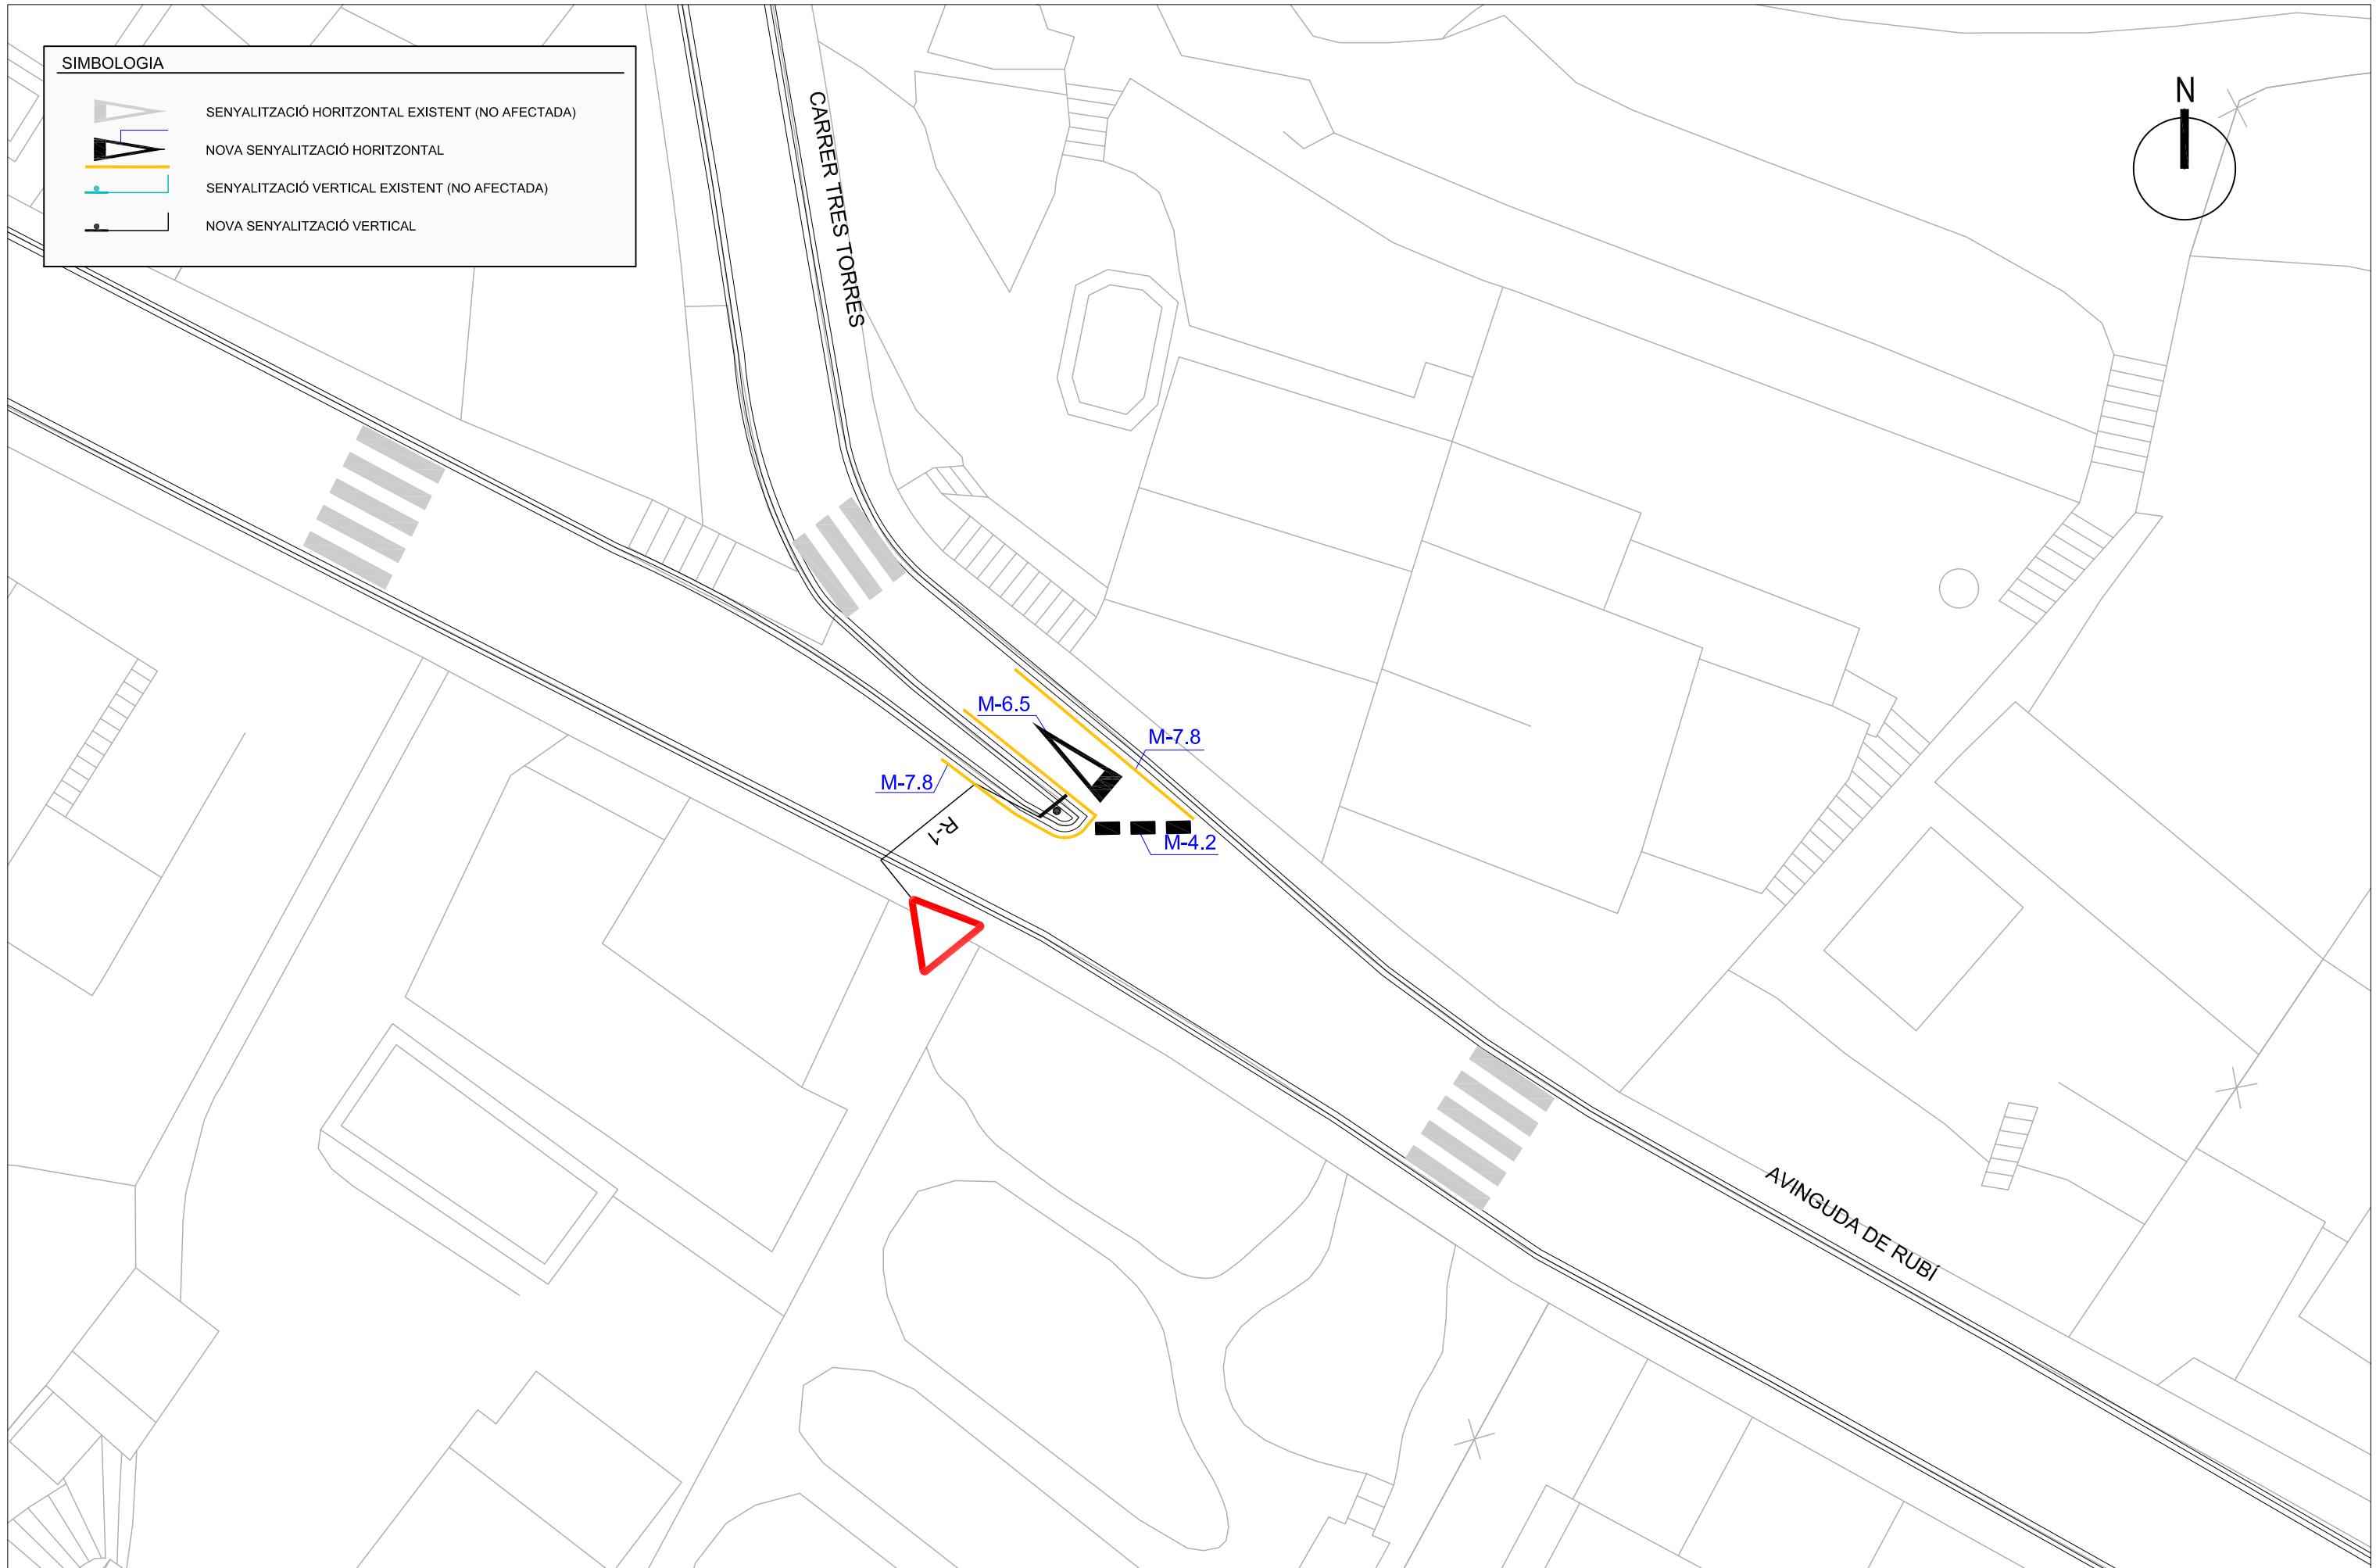 SIMBOLOGIA
SENYALITZACIÓ HORITZONTAL EXISTENT (NO AFECTADA)
NOVA SENYALITZACIÓ HORITZONTAL
SENYALITZACIÓ VERTICAL EXISTENT (NO AFECTADA)
NOVA SENYALITZACIÓ VERTICAL
N
CARRER TRES TORRES
M-6.5
M-7.8
M-7.8
R-1
M-4.2
AVINGUDA DE RUBÍ